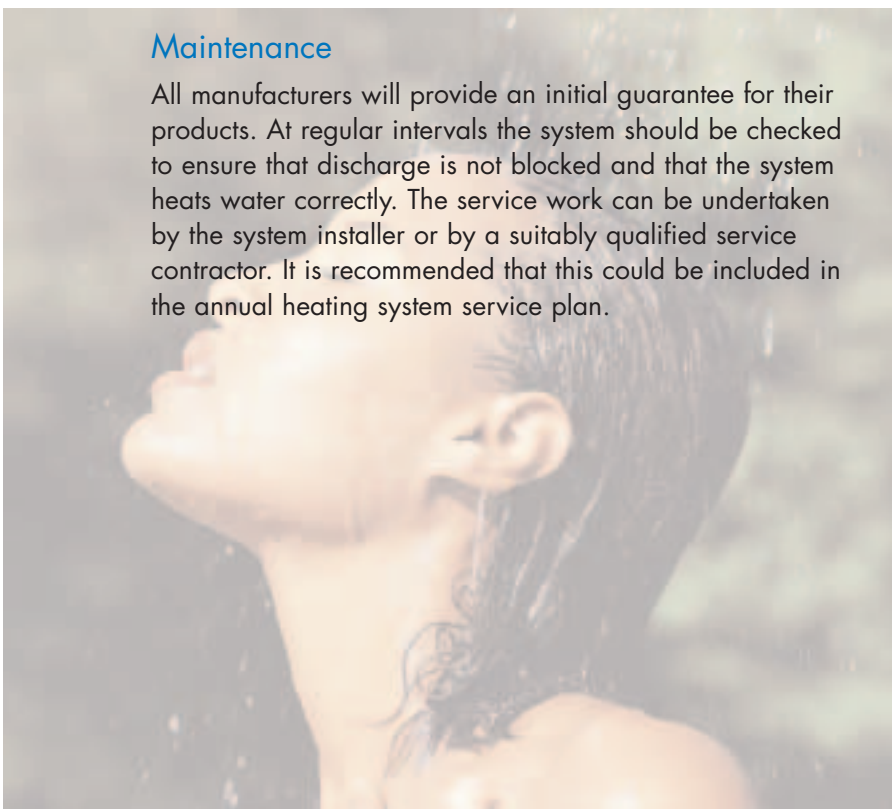 Maintenance
All manufacturers will provide an initial guarantee for their
products. At regular intervals the system should be checked
to ensure that discharge is not blocked and that the system
heats water correctly. The service work can be undertaken
by the system installer or by a suitably qualified service
contractor. It is recommended that this could be included in
the annual heating system service plan.